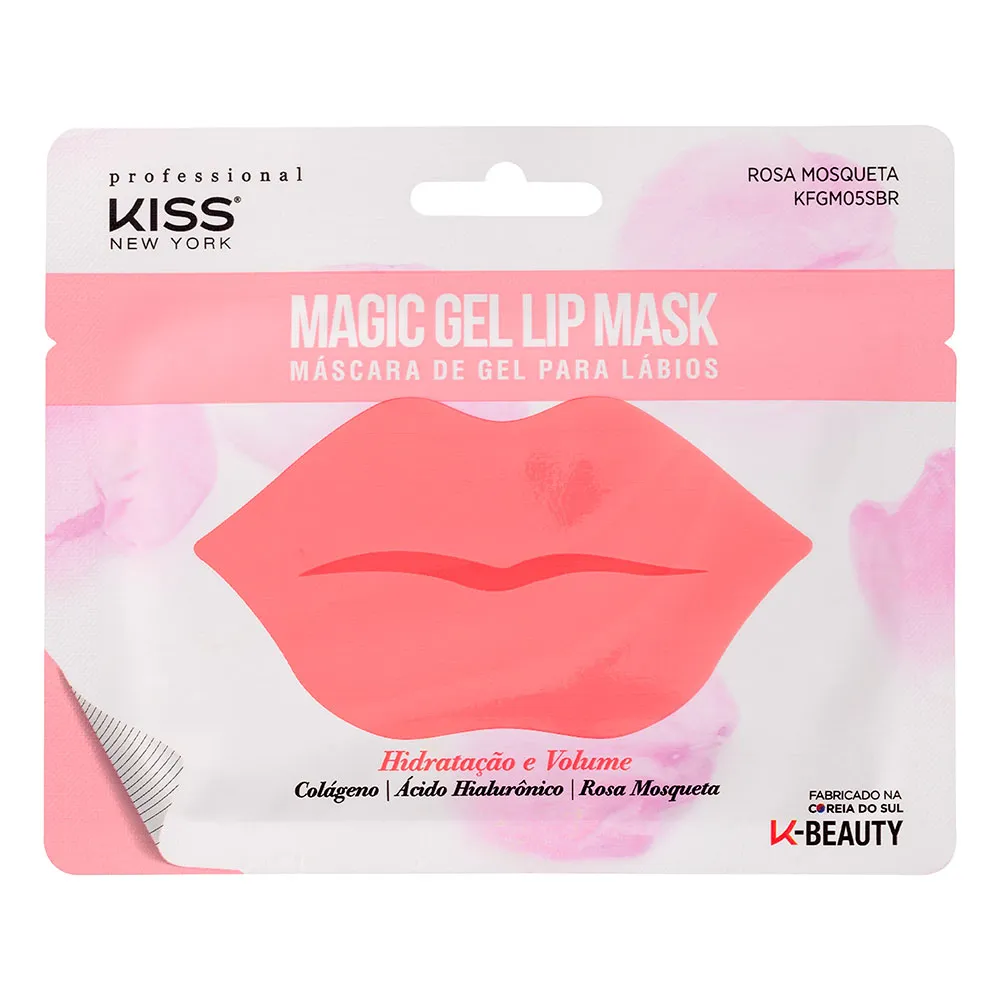 professional
KISS®
NEW YORK
ROSA MOSQUETA
KFGM05SBR
MAGIC GEL LIP MASK
MÁSCARA DE GEL PARA LÁBIOS
Hidratação e Volume
Colágeno | Ácido Hialurônico | Rosa Mosqueta
FABRICADO NA
COREIA DO SUL
K-BEAUTY